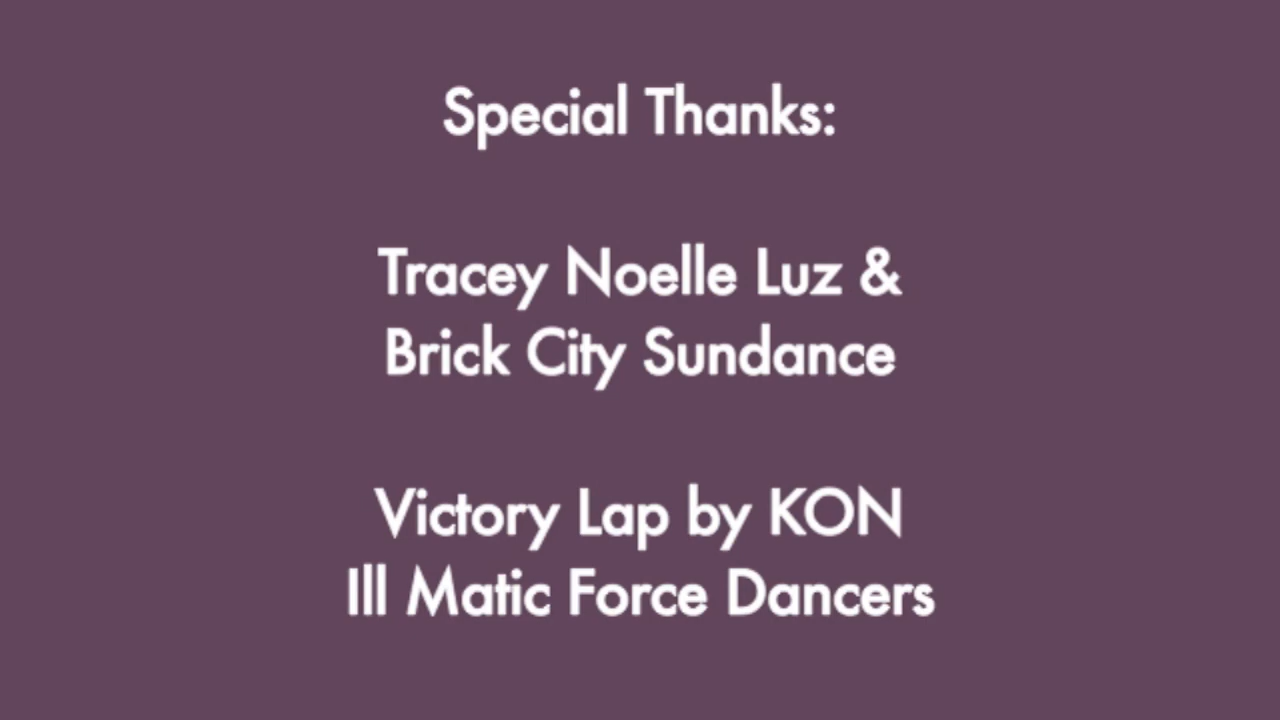 Special Thanks:
Tracey Noelle Luz &
Brick City Sundance
Victory Lap by KON
Ill Matic Force Dancers